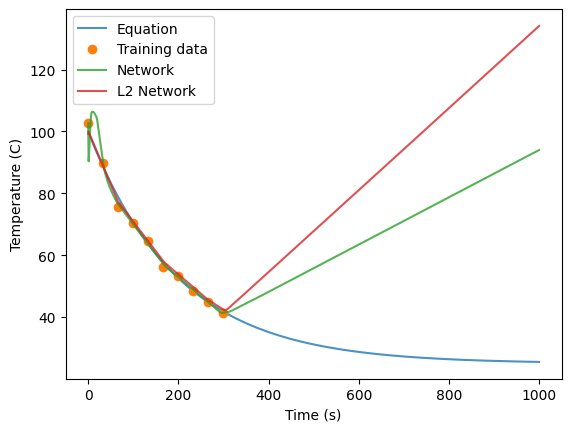 Equation
Training data
Network
L2 Network
120
100
80
60
40
Temperature (C)
0
200
400
600
800
1000
Time (s)